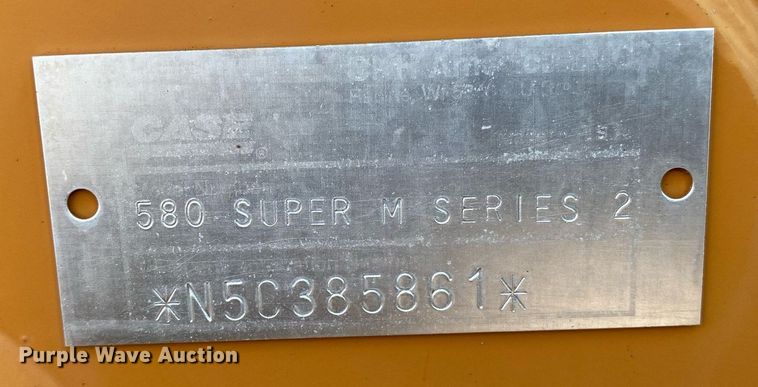 CASE
580 SUPER M SERIES 2
*N5C385861*
Purple Wave Auction